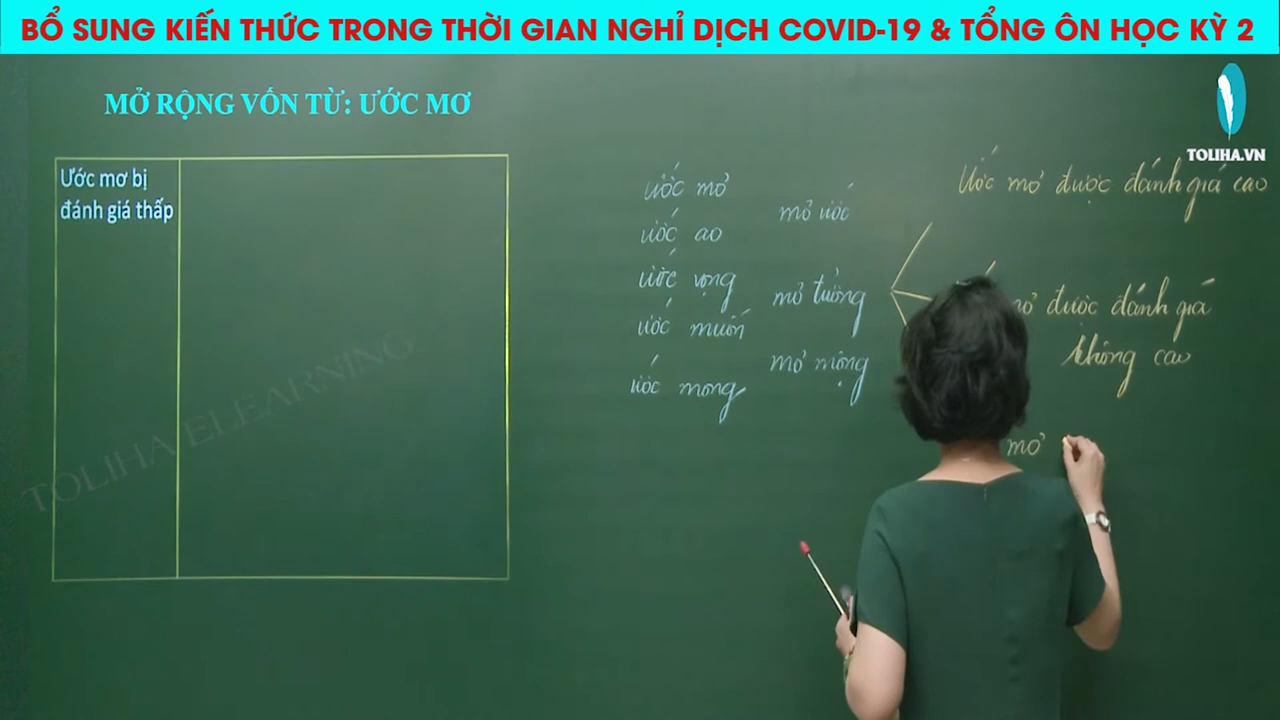 BỔ SUNG KIẾN THỨC TRONG THỜI GIAN NGHỈ DỊCH COVID-19 & TỔNG ÔN HỌC KỲ 2
MỞ RỘNG VỐN TỪ: ƯỚC MƠ
TOLIHA.VN
Ước mơ bị
đánh giá thấp
ước mơ
ước ao
ước vọng
ước muốn
ước mong
mơ ước
mơ tưởng
mơ mộng
Ước mơ được đánh giá cao
mơ được đánh giá
không cao
mơ
TOLIHA ELEARNING